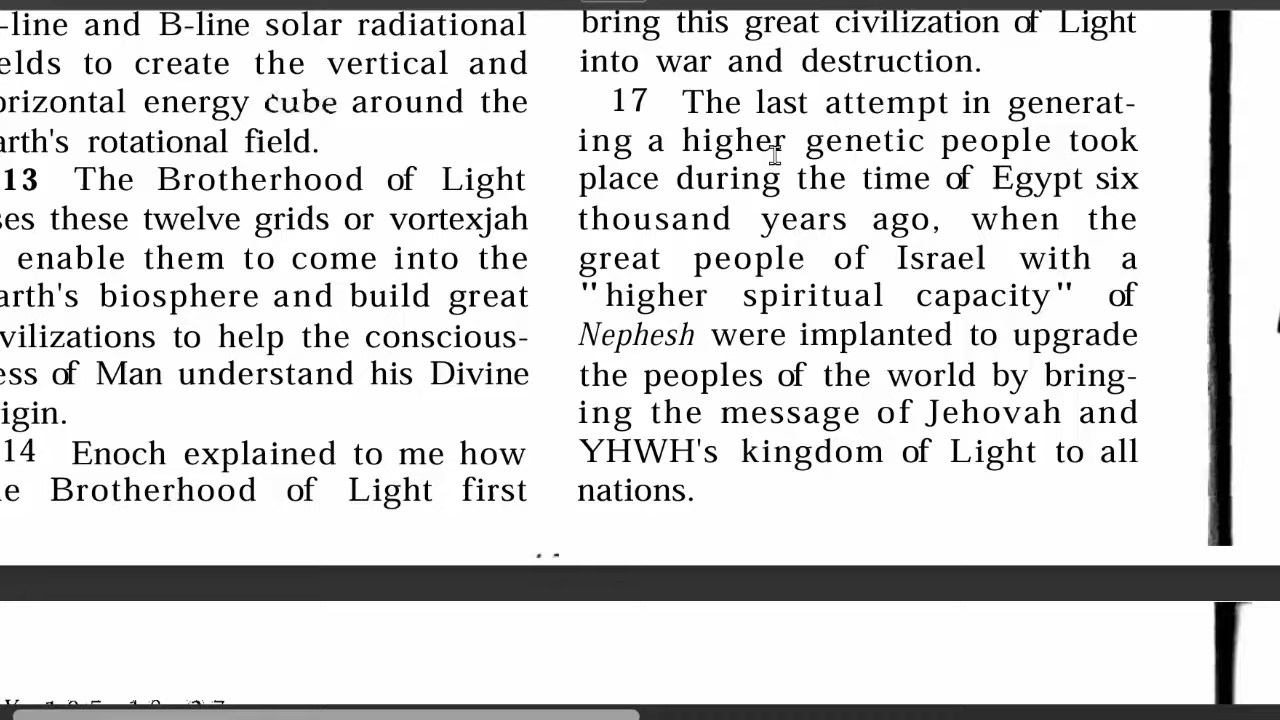 -line and B-line solar radiational
elds to create the vertical and
orizontal energy cube around the
arth's rotational field.
13 The Brotherhood of Light
ses these twelve grids or vortexjah
enable them to come into the
arth's biosphere and build great
vilizations to help the conscious-
ess of Man understand his Divine
igin.
14 Enoch explained to me how
e Brotherhood of Light first
bring this great civilization of Light
into war and destruction.
17 The last attempt in generat-
ing a higher genetic people took
place during the time of Egypt six
thousand years ago, when the
great people of Israel with a
"higher spiritual capacity" of
Nephesh were implanted to upgrade
the peoples of the world by bring-
ing the message of Jehovah and
YHWH's kingdom of Light to all
nations.